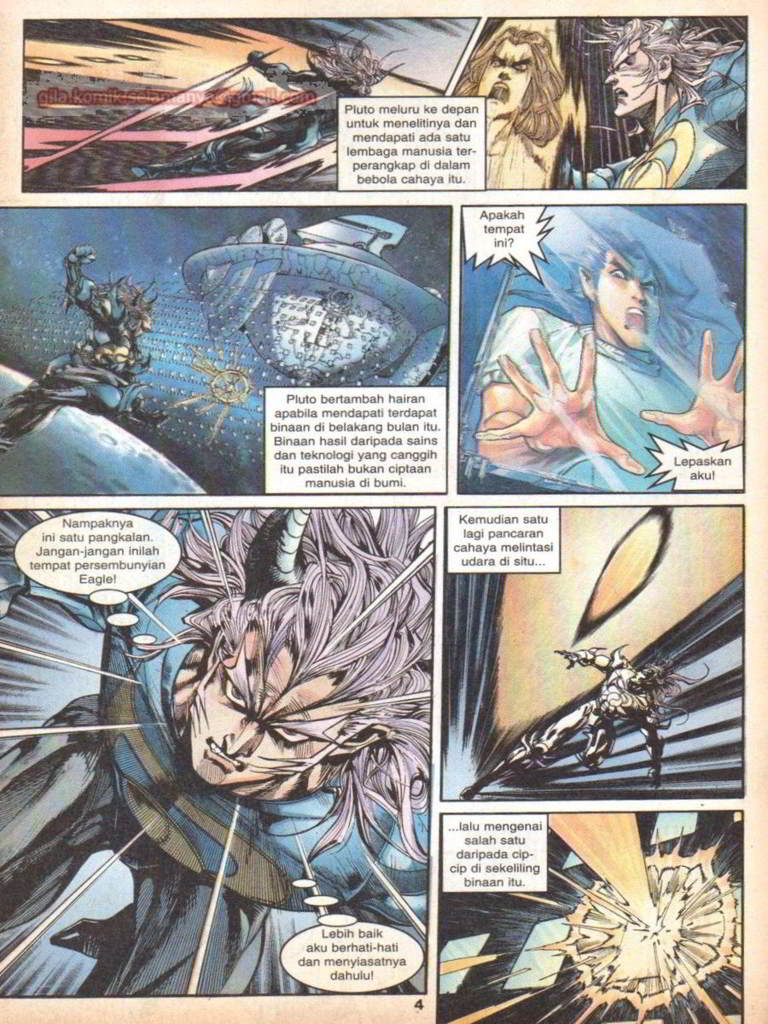 gila.komikselamanya@gmail.com
Pluto meluru ke depan
untuk menelitinya dan
mendapati ada satu
lembaga manusia ter-
perangkap di dalam
bebola cahaya itu.
Pluto bertambah hairan
apabila mendapati terdapat
binaan di belakang bulan itu.
Binaan hasil daripada sains
dan teknologi yang canggih
itu pastilah bukan ciptaan
manusia di bumi.
Apakah
tempat
ini?
Lepaskan
aku!
Nampaknya
ini satu pangkalan.
Jangan-jangan inilah
tempat persembunyian
Eagle!
Lebih baik
aku berhati-hati
dan menyiasatnya
dahulu!
Kemudian satu
lagi pancaran
cahaya melintasi
udara di situ...
...lalu mengenai
salah satu
daripada cip-
cip di sekeliling
binaan itu.
4